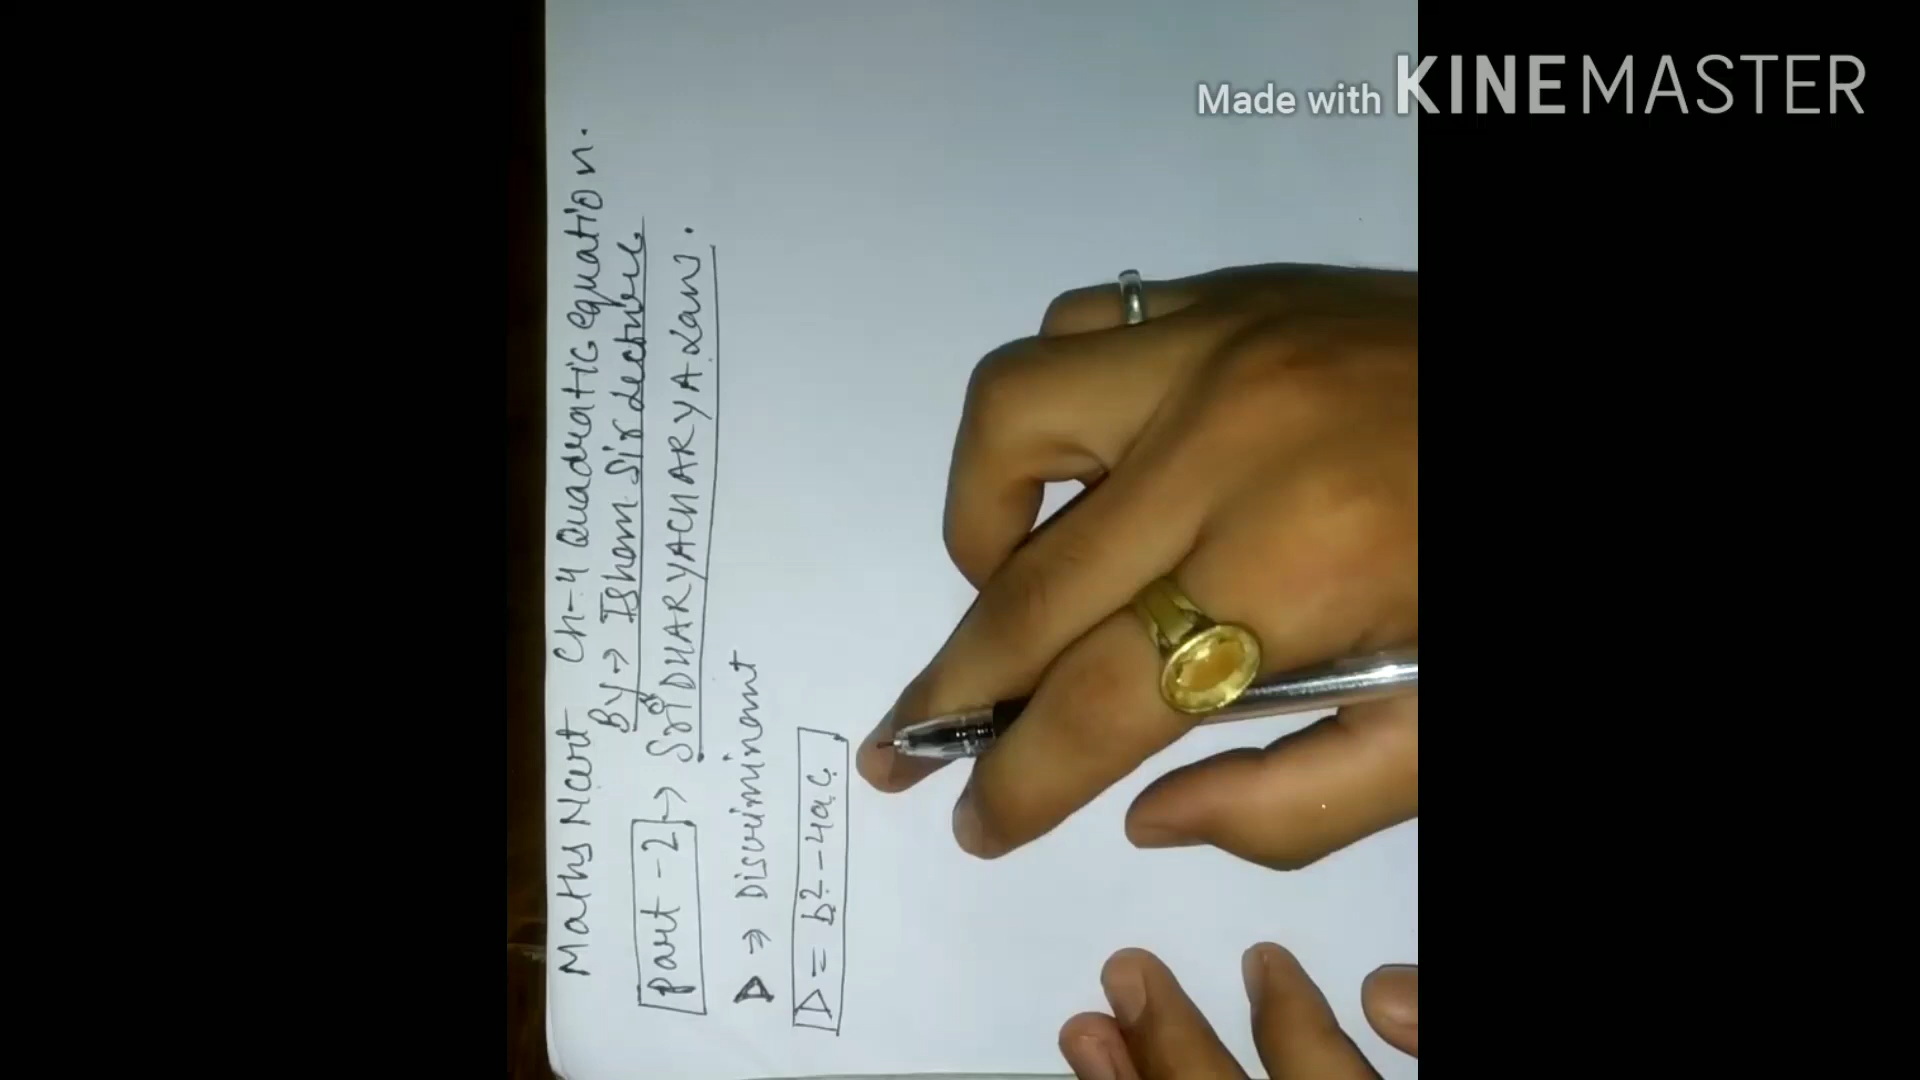 Made with KINEMASTER
Maths Ncert Ch-4 Quadratic equation.
By → Isham Sir Lecture
Part-2 → SriDHARYACHARYA Law.
D → Discriminant
D = b² - 4ac.